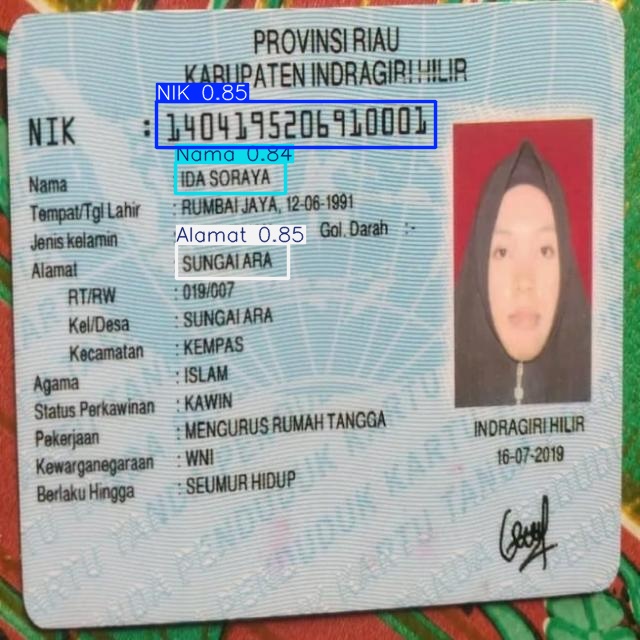 PROVINSI RIAU
KABUPATEN INDRAGIRI HILIR
NIK 0.85
NIK : 1404195206910001
Nama 0.84
Nama IDA SORAYA
Tempat/Tgl Lahir : RUMBAI JAYA, 12-06-1991
Alamat 0.85
Jenis kelamin Gol. Darah :-
Alamat SUNGAI ARA
RT/RW : 019/007
Kel/Desa : SUNGAI ARA
Kecamatan : KEMPAS
Agama : ISLAM
Status Perkawinan : KAWIN
Pekerjaan : MENGURUS RUMAH TANGGA
Kewarganegaraan : WNI
Berlaku Hingga : SEUMUR HIDUP
INDRAGIRI HILIR
16-07-2019